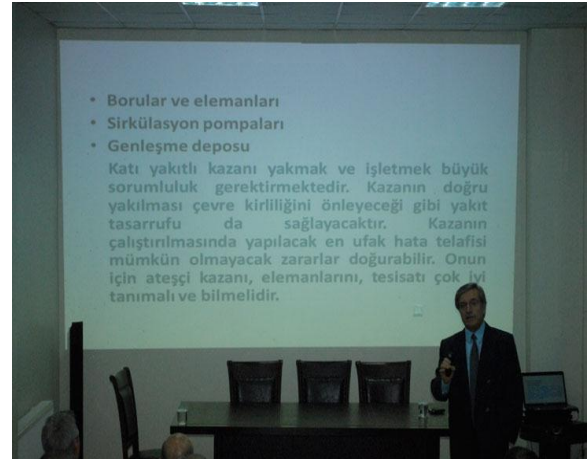 • Borular ve elemanları
• Sirkülasyon pompaları
• Genleşme deposu
Katı yakıtlı kazanı yakmak ve işletmek büyük
sorumluluk gerektirmektedir. Kazanın doğru
yakılması çevre kirliliğini önleyeceği gibi yakıt
tasarrufu da sağlayacaktır. Kazanın
çalıştırılmasında yapılacak en ufak hata telafisi
mümkün olmayacak zararlar doğurabilir. Onun
için ateşçi kazanı, elemanlarını, tesisatı çok iyi
tanımalı ve bilmelidir.